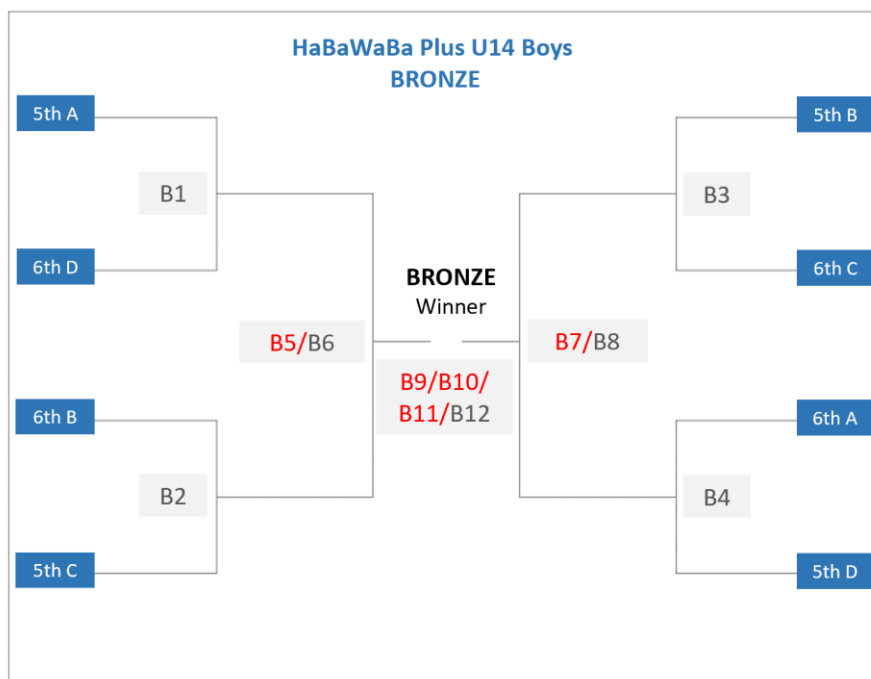 HaBaWaBa Plus U14 Boys
BRONZE
5th A
5th B
B1
B3
6th D
6th C
BRONZE
Winner
B5/B6
B7/B8
B9/B10/
B11/B12
6th B
6th A
B2
B4
5th C
5th D